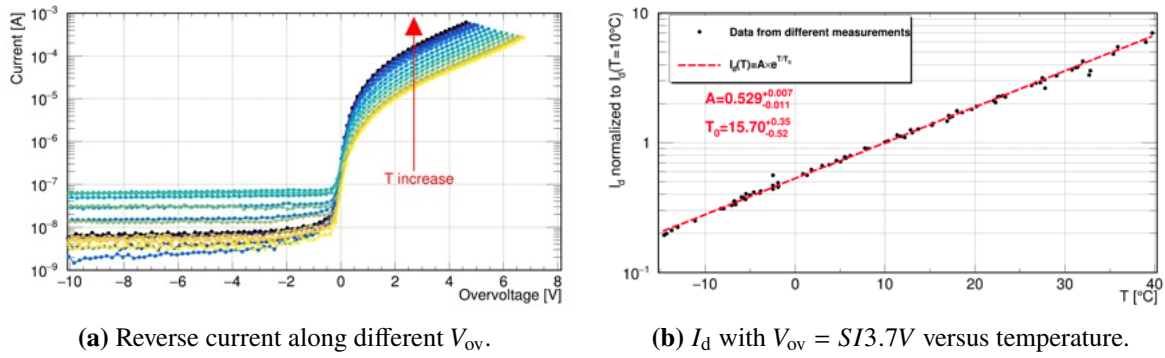 Current [A]
10⁻³
10⁻⁴
10⁻⁵
10⁻⁶
10⁻⁷
10⁻⁸
10⁻⁹
T increase
−10 −8 −6 −4 −2 0 2 4 6 8
Overvoltage [V]
(a) Reverse current along different V_ov.
I_d normalized to I_d(T=10°C)
10
1
10⁻¹
Data from different measurements
I_d(T)=A×e^{T/T₀}
A=0.529^{+0.007}_{-0.011}
T₀=15.70^{+0.35}_{-0.52}
−10 0 10 20 30 40
T [°C]
(b) I_d with V_ov = SI3.7V versus temperature.